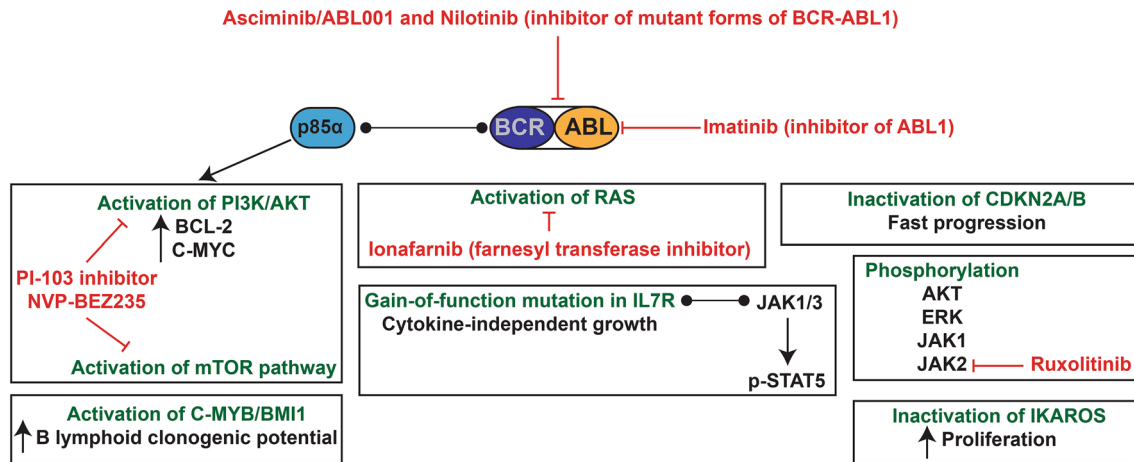 Asciminib/ABL001 and Nilotinib (inhibitor of mutant forms of BCR-ABL1)
p85α
BCR
ABL
Imatinib (inhibitor of ABL1)
Activation of PI3K/AKT
BCL-2
C-MYC
PI-103 inhibitor
NVP-BEZ235
Activation of mTOR pathway
Activation of RAS
Ionafarnib (farnesyl transferase inhibitor)
Inactivation of CDKN2A/B
Fast progression
Gain-of-function mutation in IL7R
JAK1/3
Cytokine-independent growth
p-STAT5
Phosphorylation
AKT
ERK
JAK1
JAK2
Ruxolitinib
Activation of C-MYB/BMI1
B lymphoid clonogenic potential
Inactivation of IKAROS
Proliferation